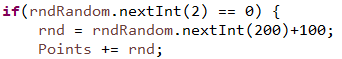 if(rndRandom.nextInt(2) == 0) {
    rnd = rndRandom.nextInt(200)+100;
    Points += rnd;